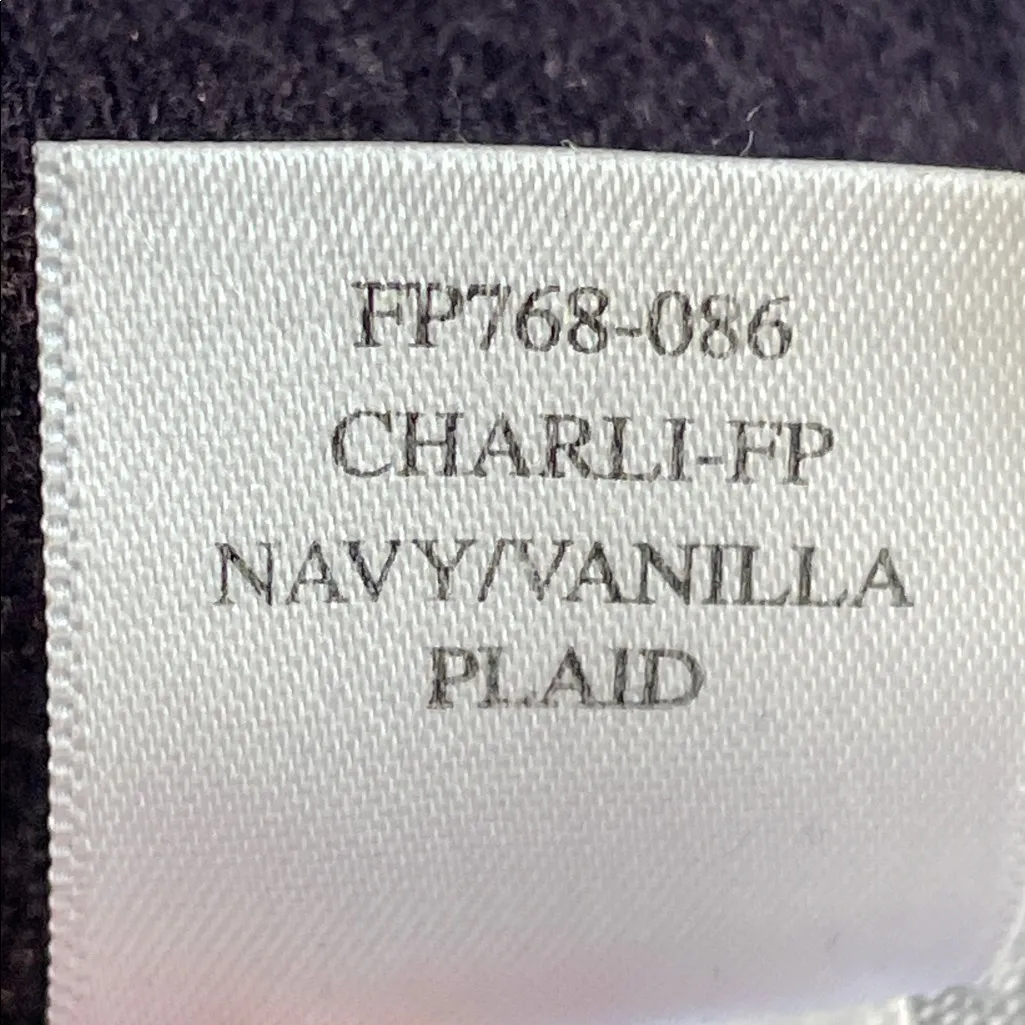 FP768-086
CHARLI-FP
NAVY/VANILLA
PLAID